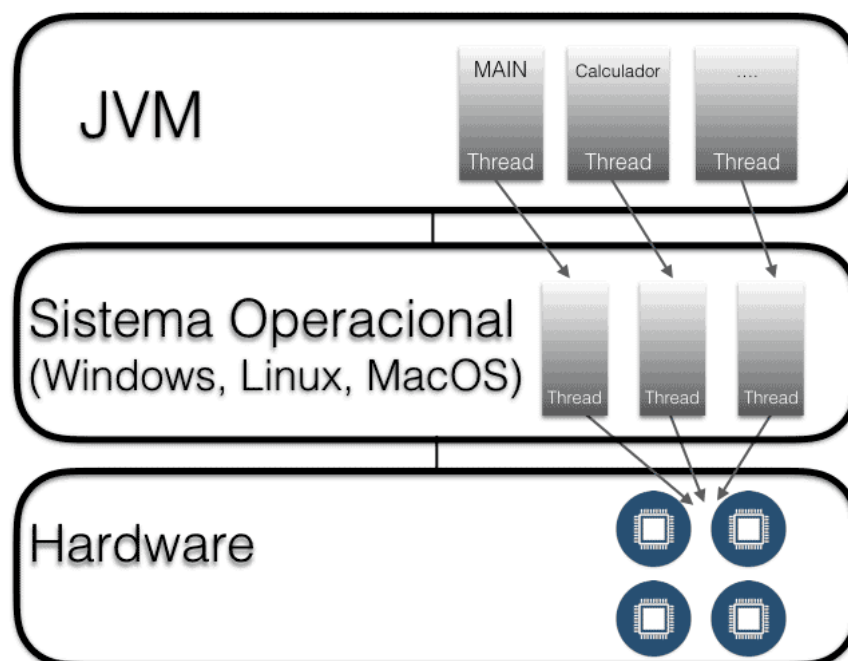 JVM
MAIN
Thread
Calculador
Thread
....
Thread
Sistema Operacional
(Windows, Linux, MacOS)
Thread
Thread
Thread
Hardware